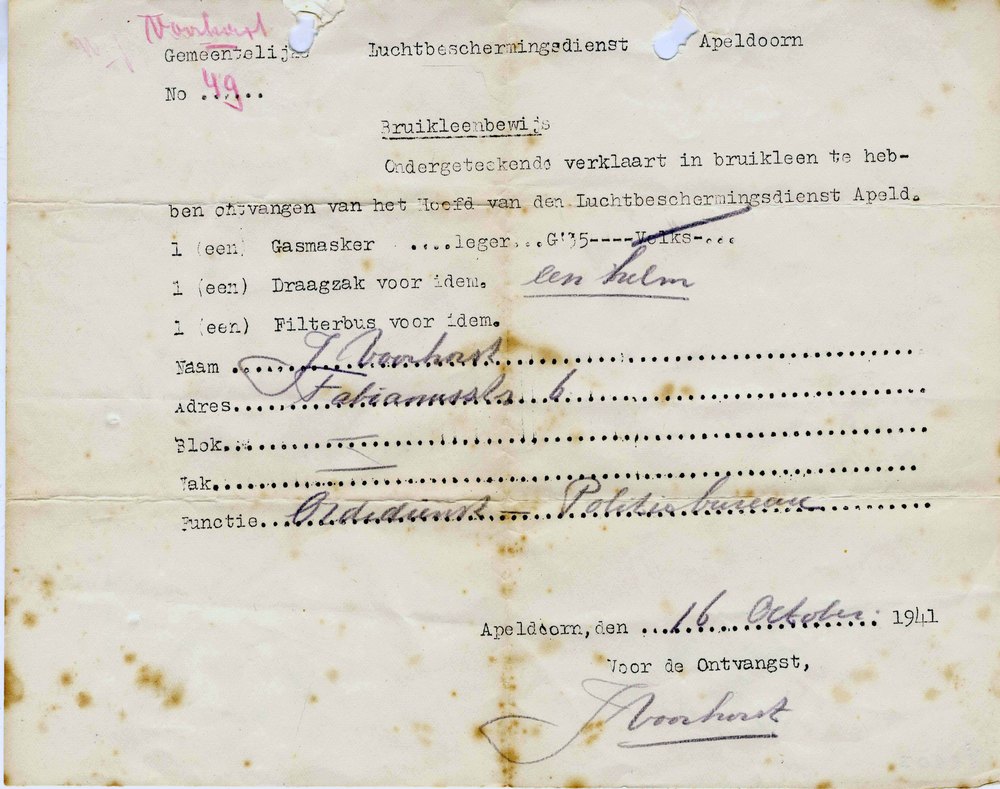 Voorhorst
Gemeentelijke Luchtbeschermingsdienst Apeldoorn
No ...49...
Bruikleenbewijs
Ondergeteekende verklaart in bruikleen te heb-
ben ontvangen van het Hoofd van den Luchtbeschermingsdienst Apeld.
1 (een) Gasmasker ....leger...G'35----Volks-...
1 (een) Draagzak voor idem. een helm
1 (een) Filterbus voor idem.
Naam ... J Voorhorst ...
Adres... Fabianusstr 6 ...
Blok...
Vak...
Functie... Ordedienst – Politiebureau ...
Apeldoorn,den ...16 October... 1941
Voor de Ontvangst,
J Voorhorst